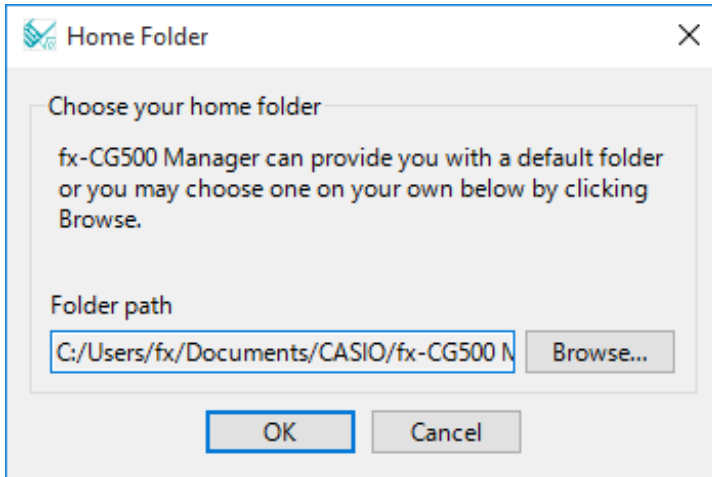 Home Folder
Choose your home folder
fx-CG500 Manager can provide you with a default folder
or you may choose one on your own below by clicking
Browse.
Folder path
C:/Users/fx/Documents/CASIO/fx-CG500 M
Browse...
OK
Cancel